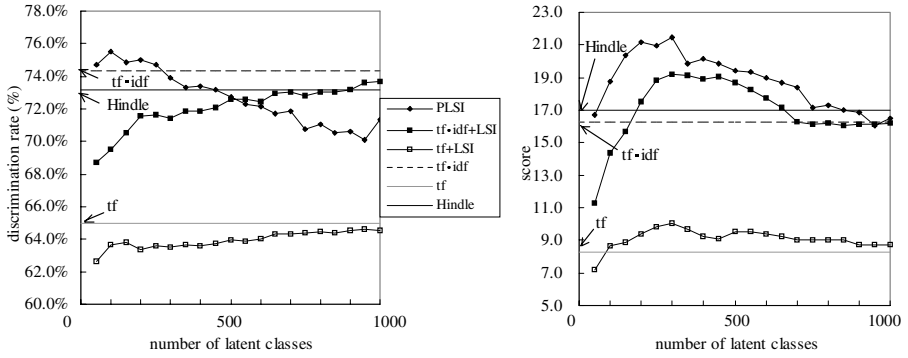 78.0%
76.0%
74.0%
72.0%
70.0%
68.0%
66.0%
64.0%
62.0%
60.0%
discrimination rate (%)
tf・idf
Hindle
tf
0
500
1000
number of latent classes
PLSI
tf・idf+LSI
tf+LSI
tf・idf
tf
Hindle
23.0
21.0
19.0
17.0
15.0
13.0
11.0
9.0
7.0
5.0
score
Hindle
tf・idf
tf
0
500
1000
number of latent classes